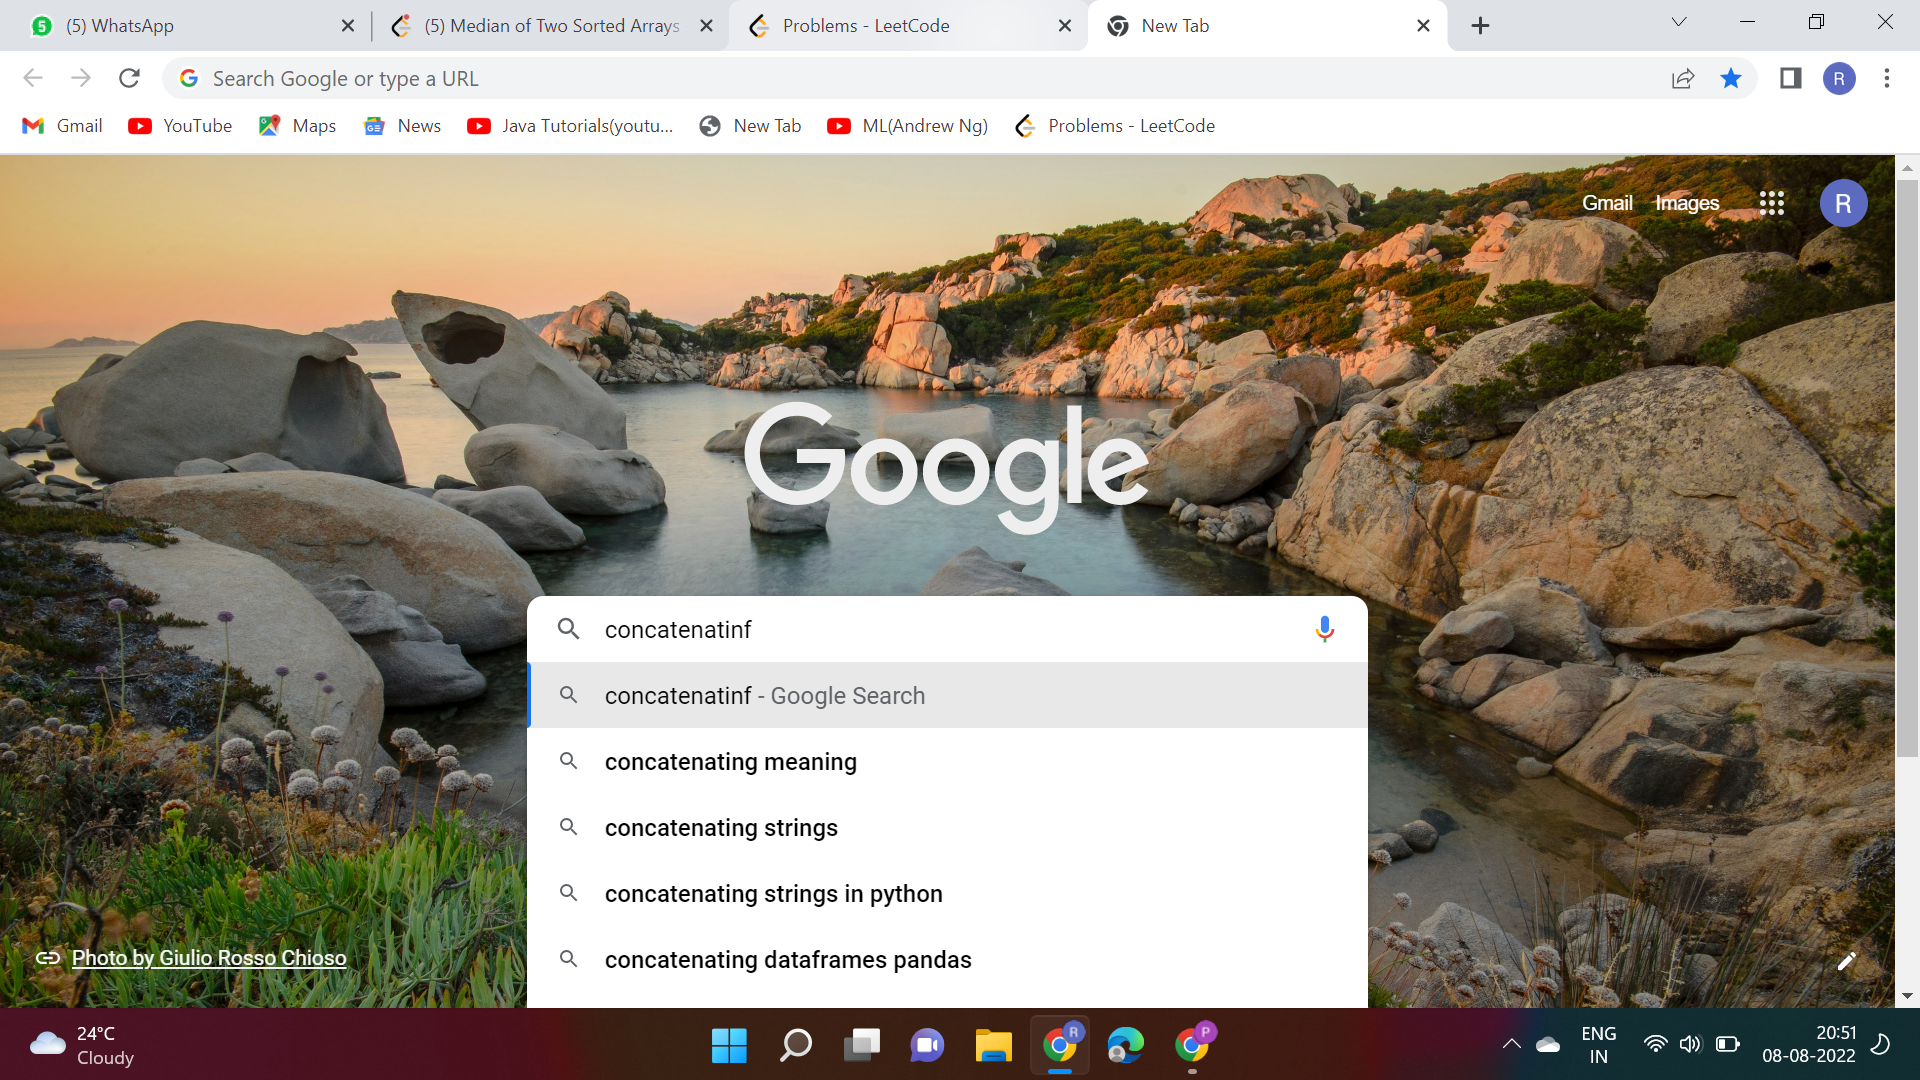 5 (5) WhatsApp
(5) Median of Two Sorted Arrays
Problems - LeetCode
New Tab
Search Google or type a URL
R
Gmail
YouTube
Maps
News
Java Tutorials(youtu...
New Tab
ML(Andrew Ng)
Problems - LeetCode
Gmail Images R
Google
concatenatinf
concatenatinf - Google Search
concatenating meaning
concatenating strings
concatenating strings in python
concatenating dataframes pandas
Photo by Giulio Rosso Chioso
24°C
Cloudy
R
P
ENG
IN
20:51
08-08-2022